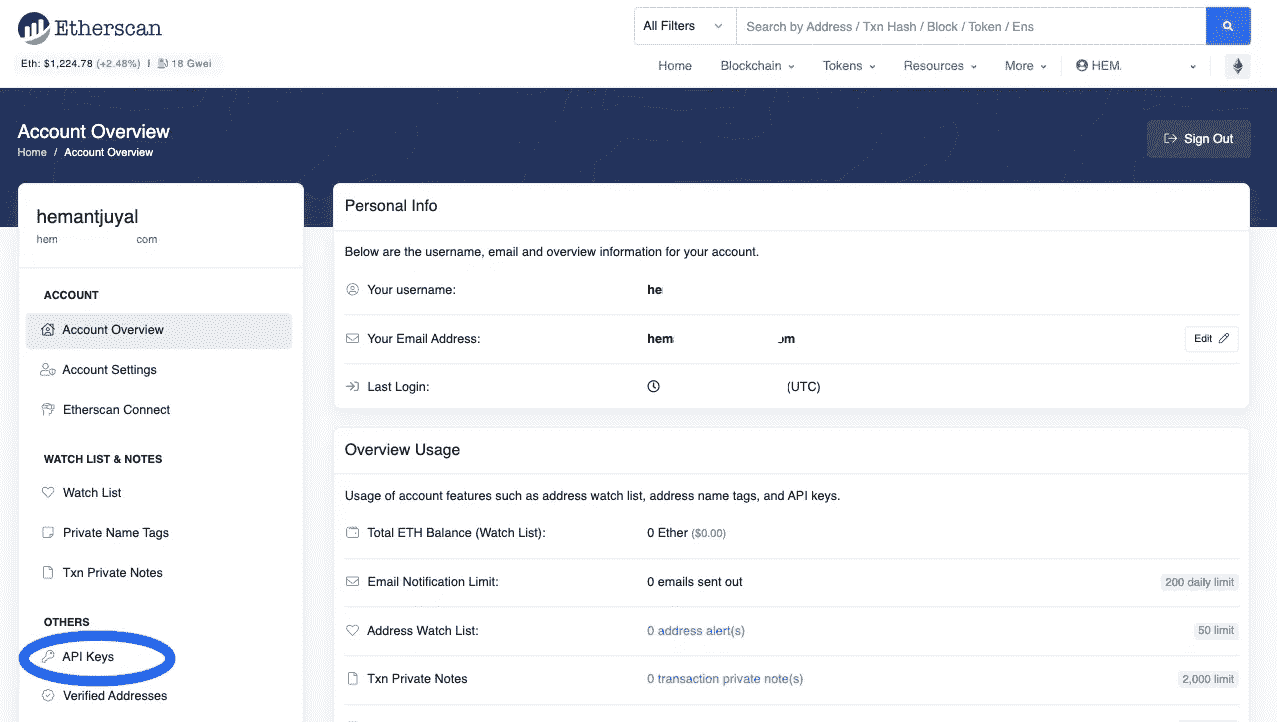 Etherscan
All Filters
Search by Address / Txn Hash / Block / Token / Ens
Eth: $1,224.78 (+2.48%) | 18 Gwei
Home Blockchain Tokens Resources More HEM.
Account Overview
Home / Account Overview
Sign Out
hemantjuyal
hem com
ACCOUNT
Account Overview
Account Settings
Etherscan Connect
WATCH LIST & NOTES
Watch List
Private Name Tags
Txn Private Notes
OTHERS
API Keys
Verified Addresses
Personal Info
Below are the username, email and overview information for your account.
Your username: he
Your Email Address: hem om Edit
Last Login: (UTC)
Overview Usage
Usage of account features such as address watch list, address name tags, and API keys.
Total ETH Balance (Watch List): 0 Ether ($0.00)
Email Notification Limit: 0 emails sent out 200 daily limit
Address Watch List: 0 address alert(s) 50 limit
Txn Private Notes 0 transaction private note(s) 2,000 limit